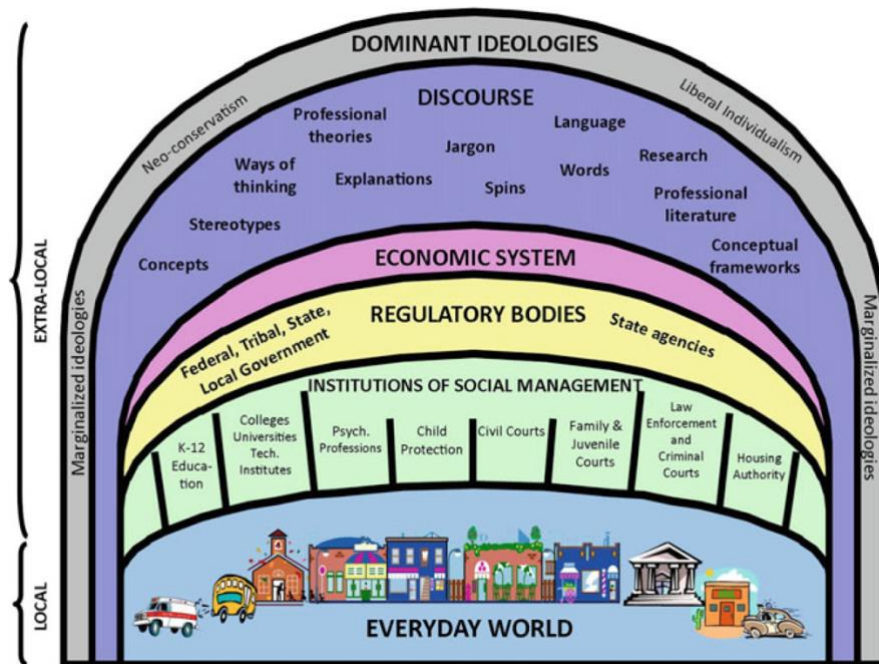 DOMINANT IDEOLOGIES
Neo-conservatism
Liberal Individualism
Marginalized ideologies
Marginalized ideologies
DISCOURSE
Professional
theories
Language
Jargon
Ways of
thinking
Explanations
Spins
Words
Research
Stereotypes
Professional
literature
Concepts
Conceptual
frameworks
ECONOMIC SYSTEM
REGULATORY BODIES
Federal, Tribal, State,
Local Government
State agencies
INSTITUTIONS OF SOCIAL MANAGEMENT
K-12
Educa-
tion
Colleges
Universities
Tech.
Institutes
Psych.
Professions
Child
Protection
Civil Courts
Family &
Juvenile
Courts
Law
Enforcement
and
Criminal
Courts
Housing
Authority
EVERYDAY WORLD
EXTRA-LOCAL
LOCAL